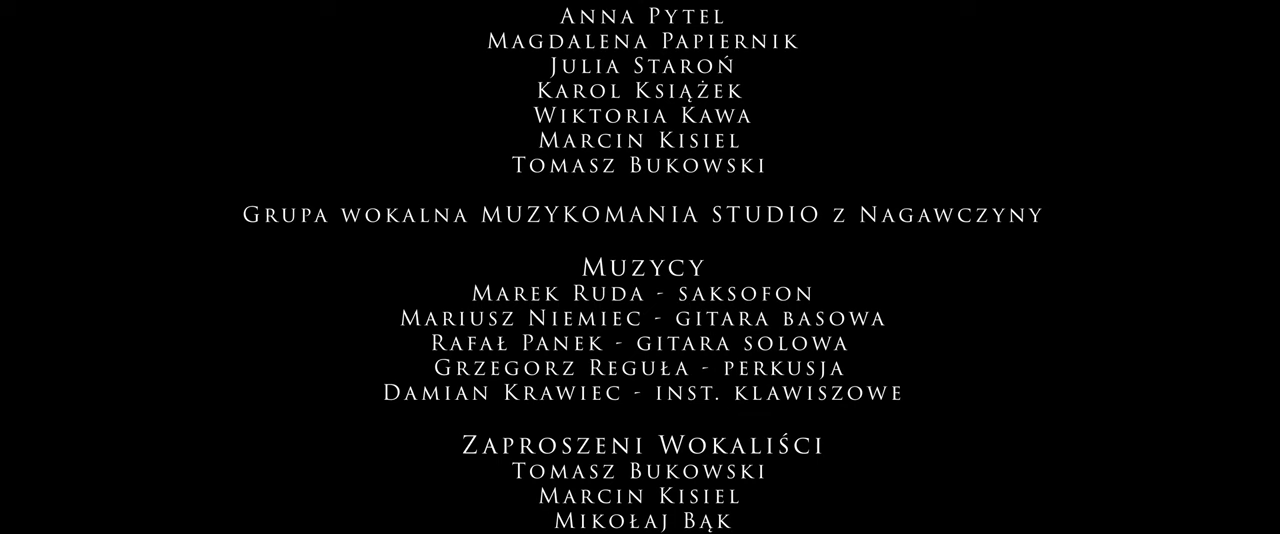 Anna Pytel
Magdalena Papiernik
Julia Staroń
Karol Książek
Wiktoria Kawa
Marcin Kisiel
Tomasz Bukowski
Grupa wokalna MUZYKOMANIA STUDIO z Nagawczyny
Muzycy
Marek Ruda - saksofon
Mariusz Niemiec - gitara basowa
Rafał Panek - gitara solowa
Grzegorz Reguła - perkusja
Damian Krawiec - inst. klawiszowe
Zaproszeni Wokaliści
Tomasz Bukowski
Marcin Kisiel
Mikołaj Bąk